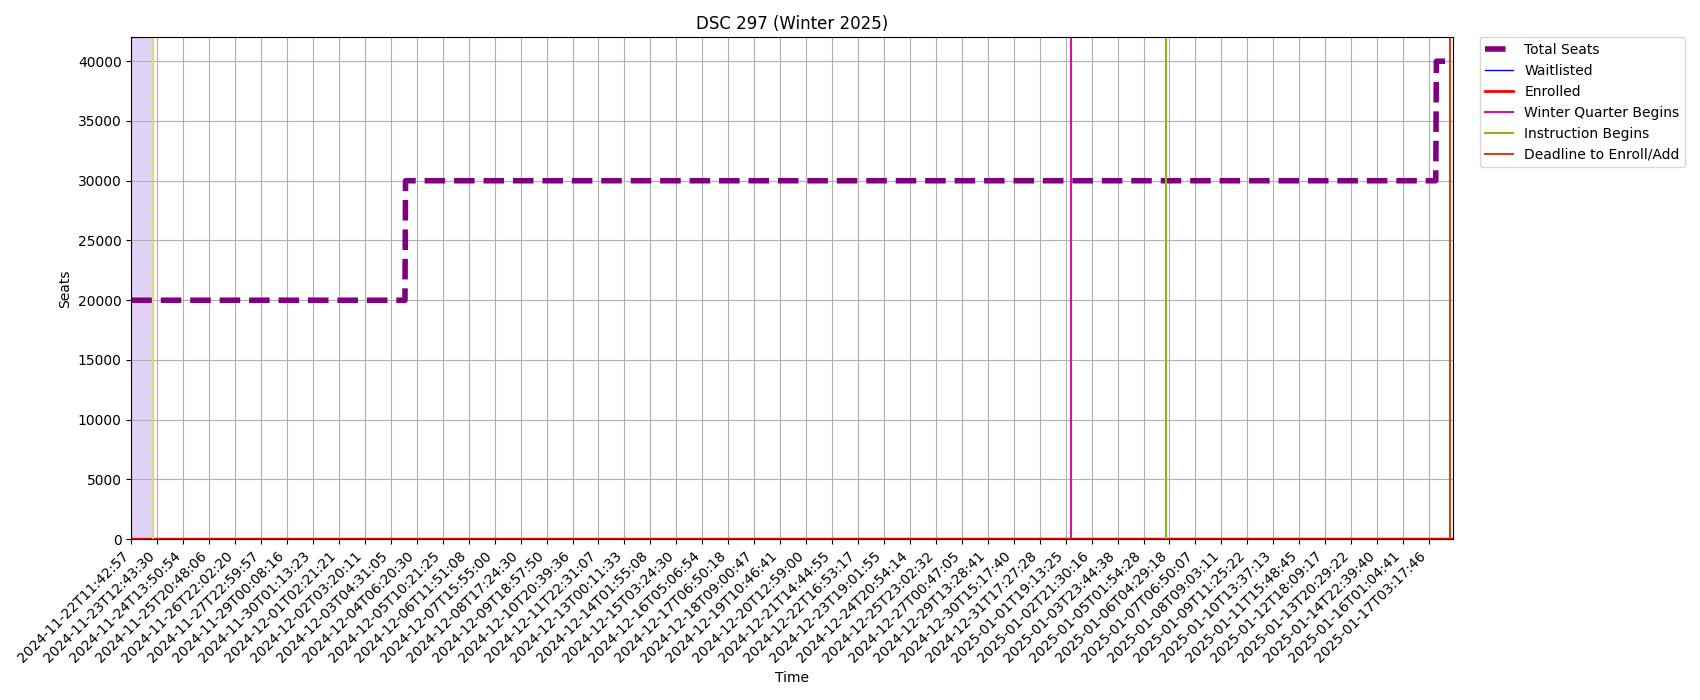 DSC 297 (Winter 2025)
Total Seats
Waitlisted
Enrolled
Winter Quarter Begins
Instruction Begins
Deadline to Enroll/Add
Seats
40000
35000
30000
25000
20000
15000
10000
5000
0
2024-11-22T11:42:57
2024-11-23T12:43:30
2024-11-24T13:50:54
2024-11-25T20:48:06
2024-11-26T22:02:20
2024-11-27T22:59:57
2024-11-29T00:08:16
2024-11-30T01:13:23
2024-12-01T02:21:21
2024-12-02T03:20:11
2024-12-03T04:31:05
2024-12-04T06:20:30
2024-12-05T10:21:25
2024-12-06T11:51:08
2024-12-07T15:55:00
2024-12-08T17:24:30
2024-12-09T18:57:50
2024-12-10T20:39:36
2024-12-11T22:31:07
2024-12-13T00:11:33
2024-12-14T01:55:08
2024-12-15T03:24:30
2024-12-16T05:06:54
2024-12-17T06:50:18
2024-12-18T09:00:47
2024-12-19T10:46:41
2024-12-20T12:59:00
2024-12-21T14:44:55
2024-12-22T16:53:17
2024-12-23T19:01:55
2024-12-24T20:54:14
2024-12-25T23:02:32
2024-12-27T00:47:05
2024-12-29T13:28:41
2024-12-30T15:17:40
2024-12-31T17:27:28
2025-01-01T19:13:25
2025-01-02T21:30:16
2025-01-03T23:44:38
2025-01-05T01:54:28
2025-01-06T04:29:18
2025-01-07T06:50:07
2025-01-08T09:03:11
2025-01-09T11:25:22
2025-01-10T13:37:13
2025-01-11T15:48:45
2025-01-12T18:09:17
2025-01-13T20:29:22
2025-01-14T22:39:40
2025-01-16T01:04:41
2025-01-17T03:17:46
Time